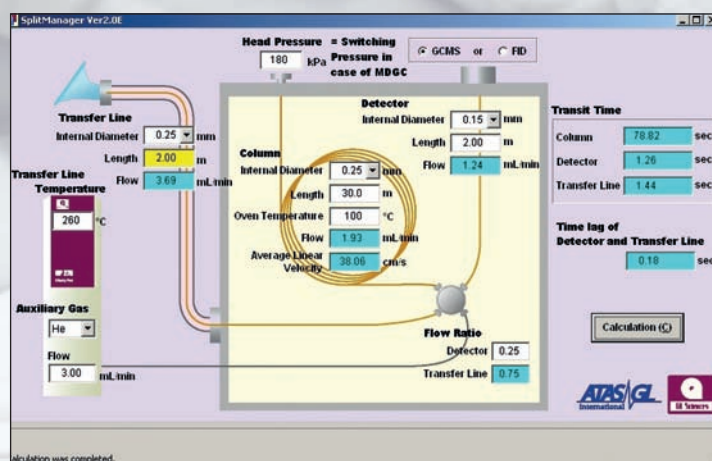 SplitManager Ver2.0E
Head Pressure = Switching
180 kPa Pressure in
case of MDGC
GCMS or FID
Transfer Line
Internal Diameter 0.25 mm
Length 2.00 m
Flow 3.69 mL/min
Transfer Line
Temperature
260 °C
Auxiliary Gas
He
Flow
3.00 mL/min
Column
Internal Diameter 0.25 mm
Length 30.0 m
Oven Temperature 100 °C
Flow 1.93 mL/min
Average Linear
Velocity 38.06 cm/s
Detector
Internal Diameter 0.15 mm
Length 2.00 m
Flow 1.24 mL/min
Flow Ratio
Detector 0.25
Transfer Line 0.75
Transit Time
Column 78.82 sec
Detector 1.26 sec
Transfer Line 1.44 sec
Time lag of
Detector and Transfer Line
0.18 sec
Calculation (C)
ATAS GL
International
GL Sciences
alculation was completed.